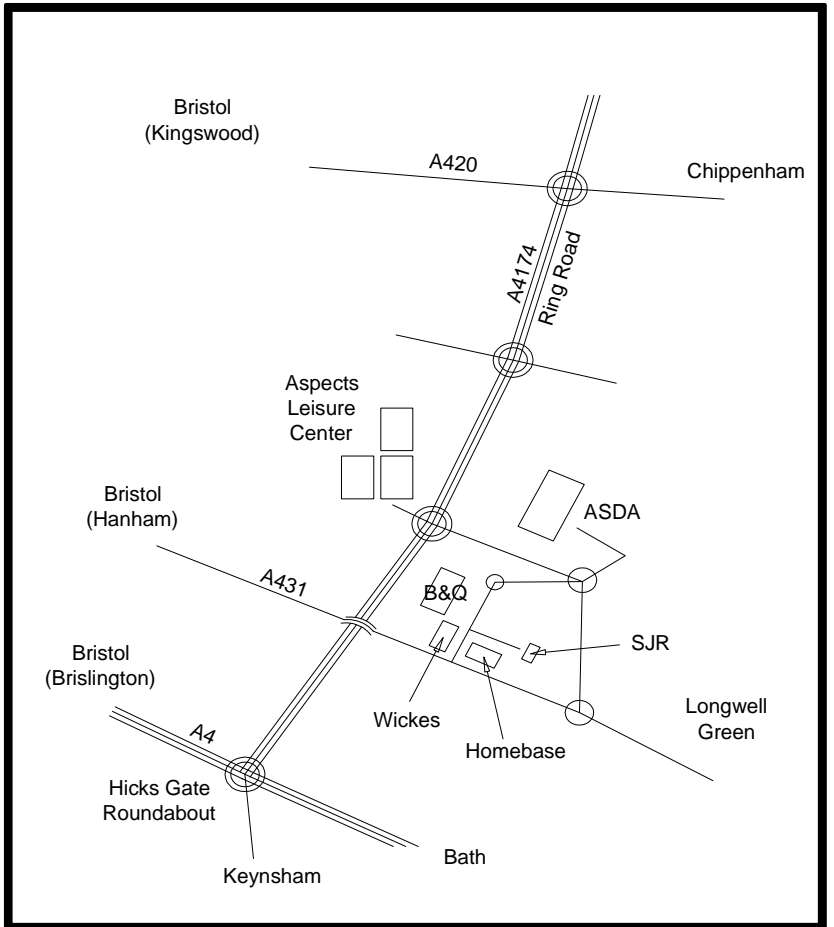 Bristol
(Kingswood)
A420
Chippenham
A4174
Ring Road
Aspects
Leisure
Center
Bristol
(Hanham)
ASDA
A431
B&Q
SJR
Bristol
(Brislington)
Wickes
Longwell
Green
A4
Homebase
Hicks Gate
Roundabout
Bath
Keynsham